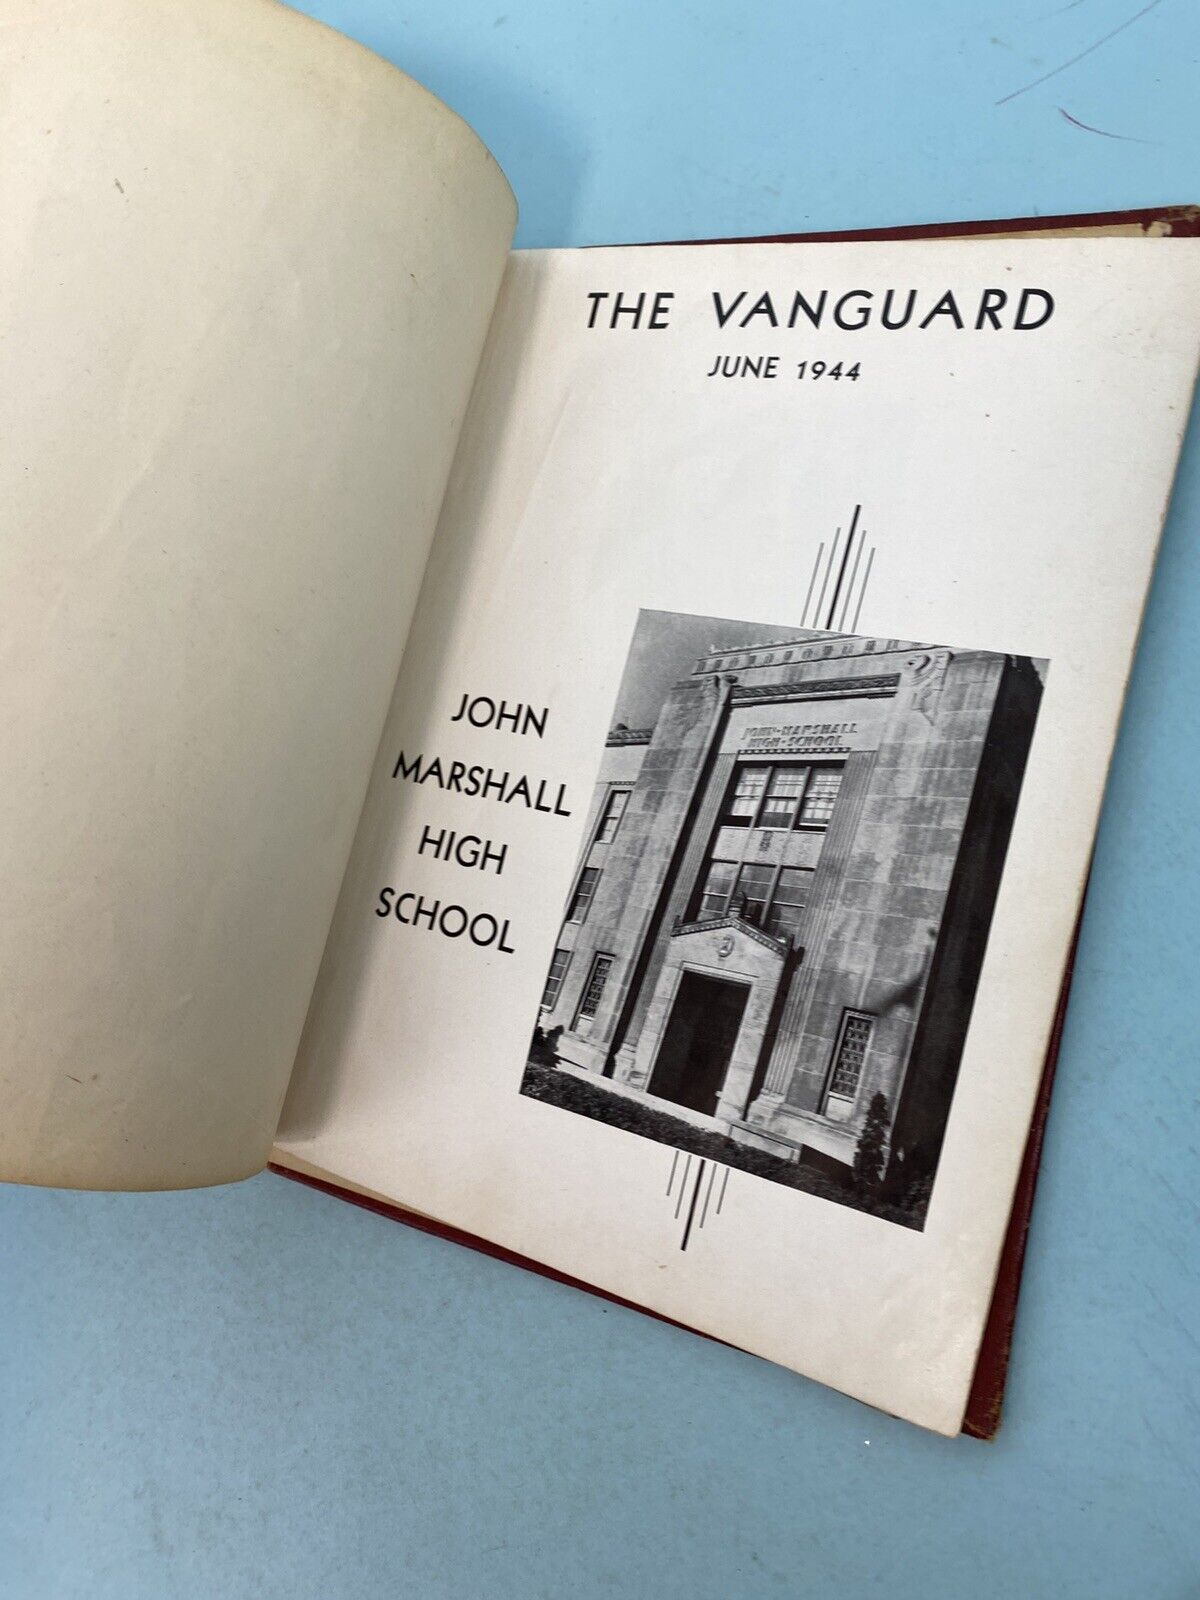 THE VANGUARD
JUNE 1944
JOHN
MARSHALL
HIGH
SCHOOL
JOHN·MARSHALL
HIGH·SCHOOL